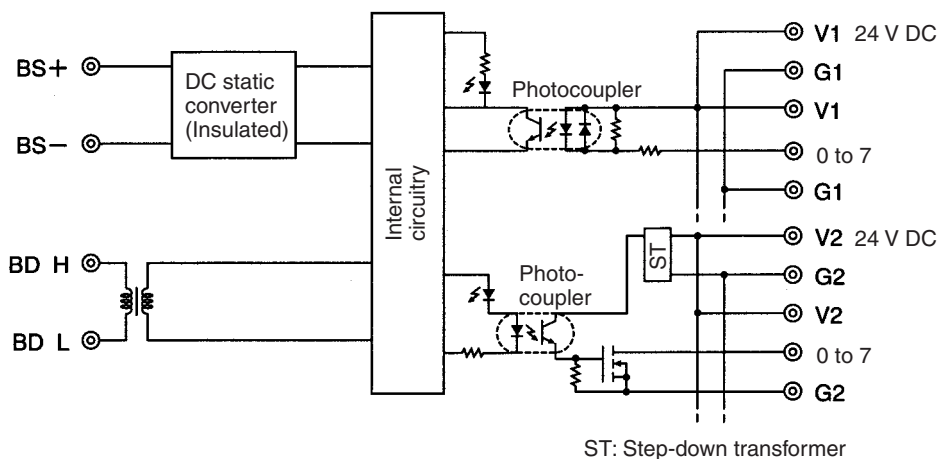 BS+
BS−
DC static
converter
(Insulated)
BD H
BD L
Internal
circuitry
Photocoupler
V1 24 V DC
G1
V1
0 to 7
G1
ST
V2 24 V DC
G2
Photo-
coupler
V2
0 to 7
G2
ST: Step-down transformer